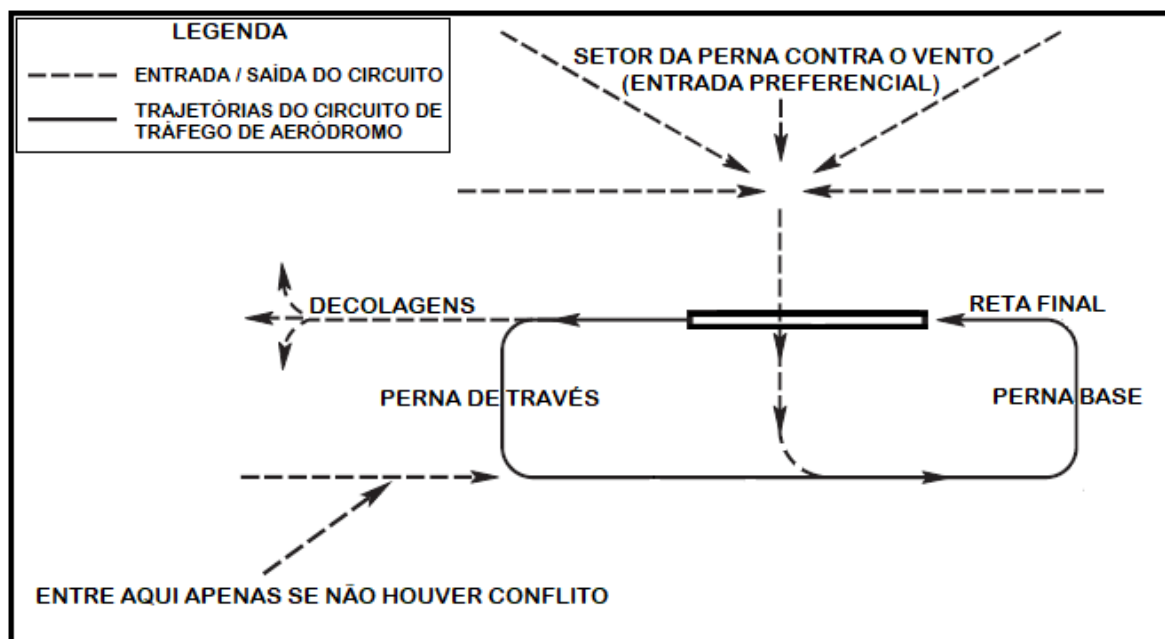 LEGENDA
ENTRADA / SAÍDA DO CIRCUITO
TRAJETÓRIAS DO CIRCUITO DE
TRÁFEGO DE AERÓDROMO
SETOR DA PERNA CONTRA O VENTO
(ENTRADA PREFERENCIAL)
DECOLAGENS
RETA FINAL
PERNA DE TRAVÉS
PERNA BASE
ENTRE AQUI APENAS SE NÃO HOUVER CONFLITO